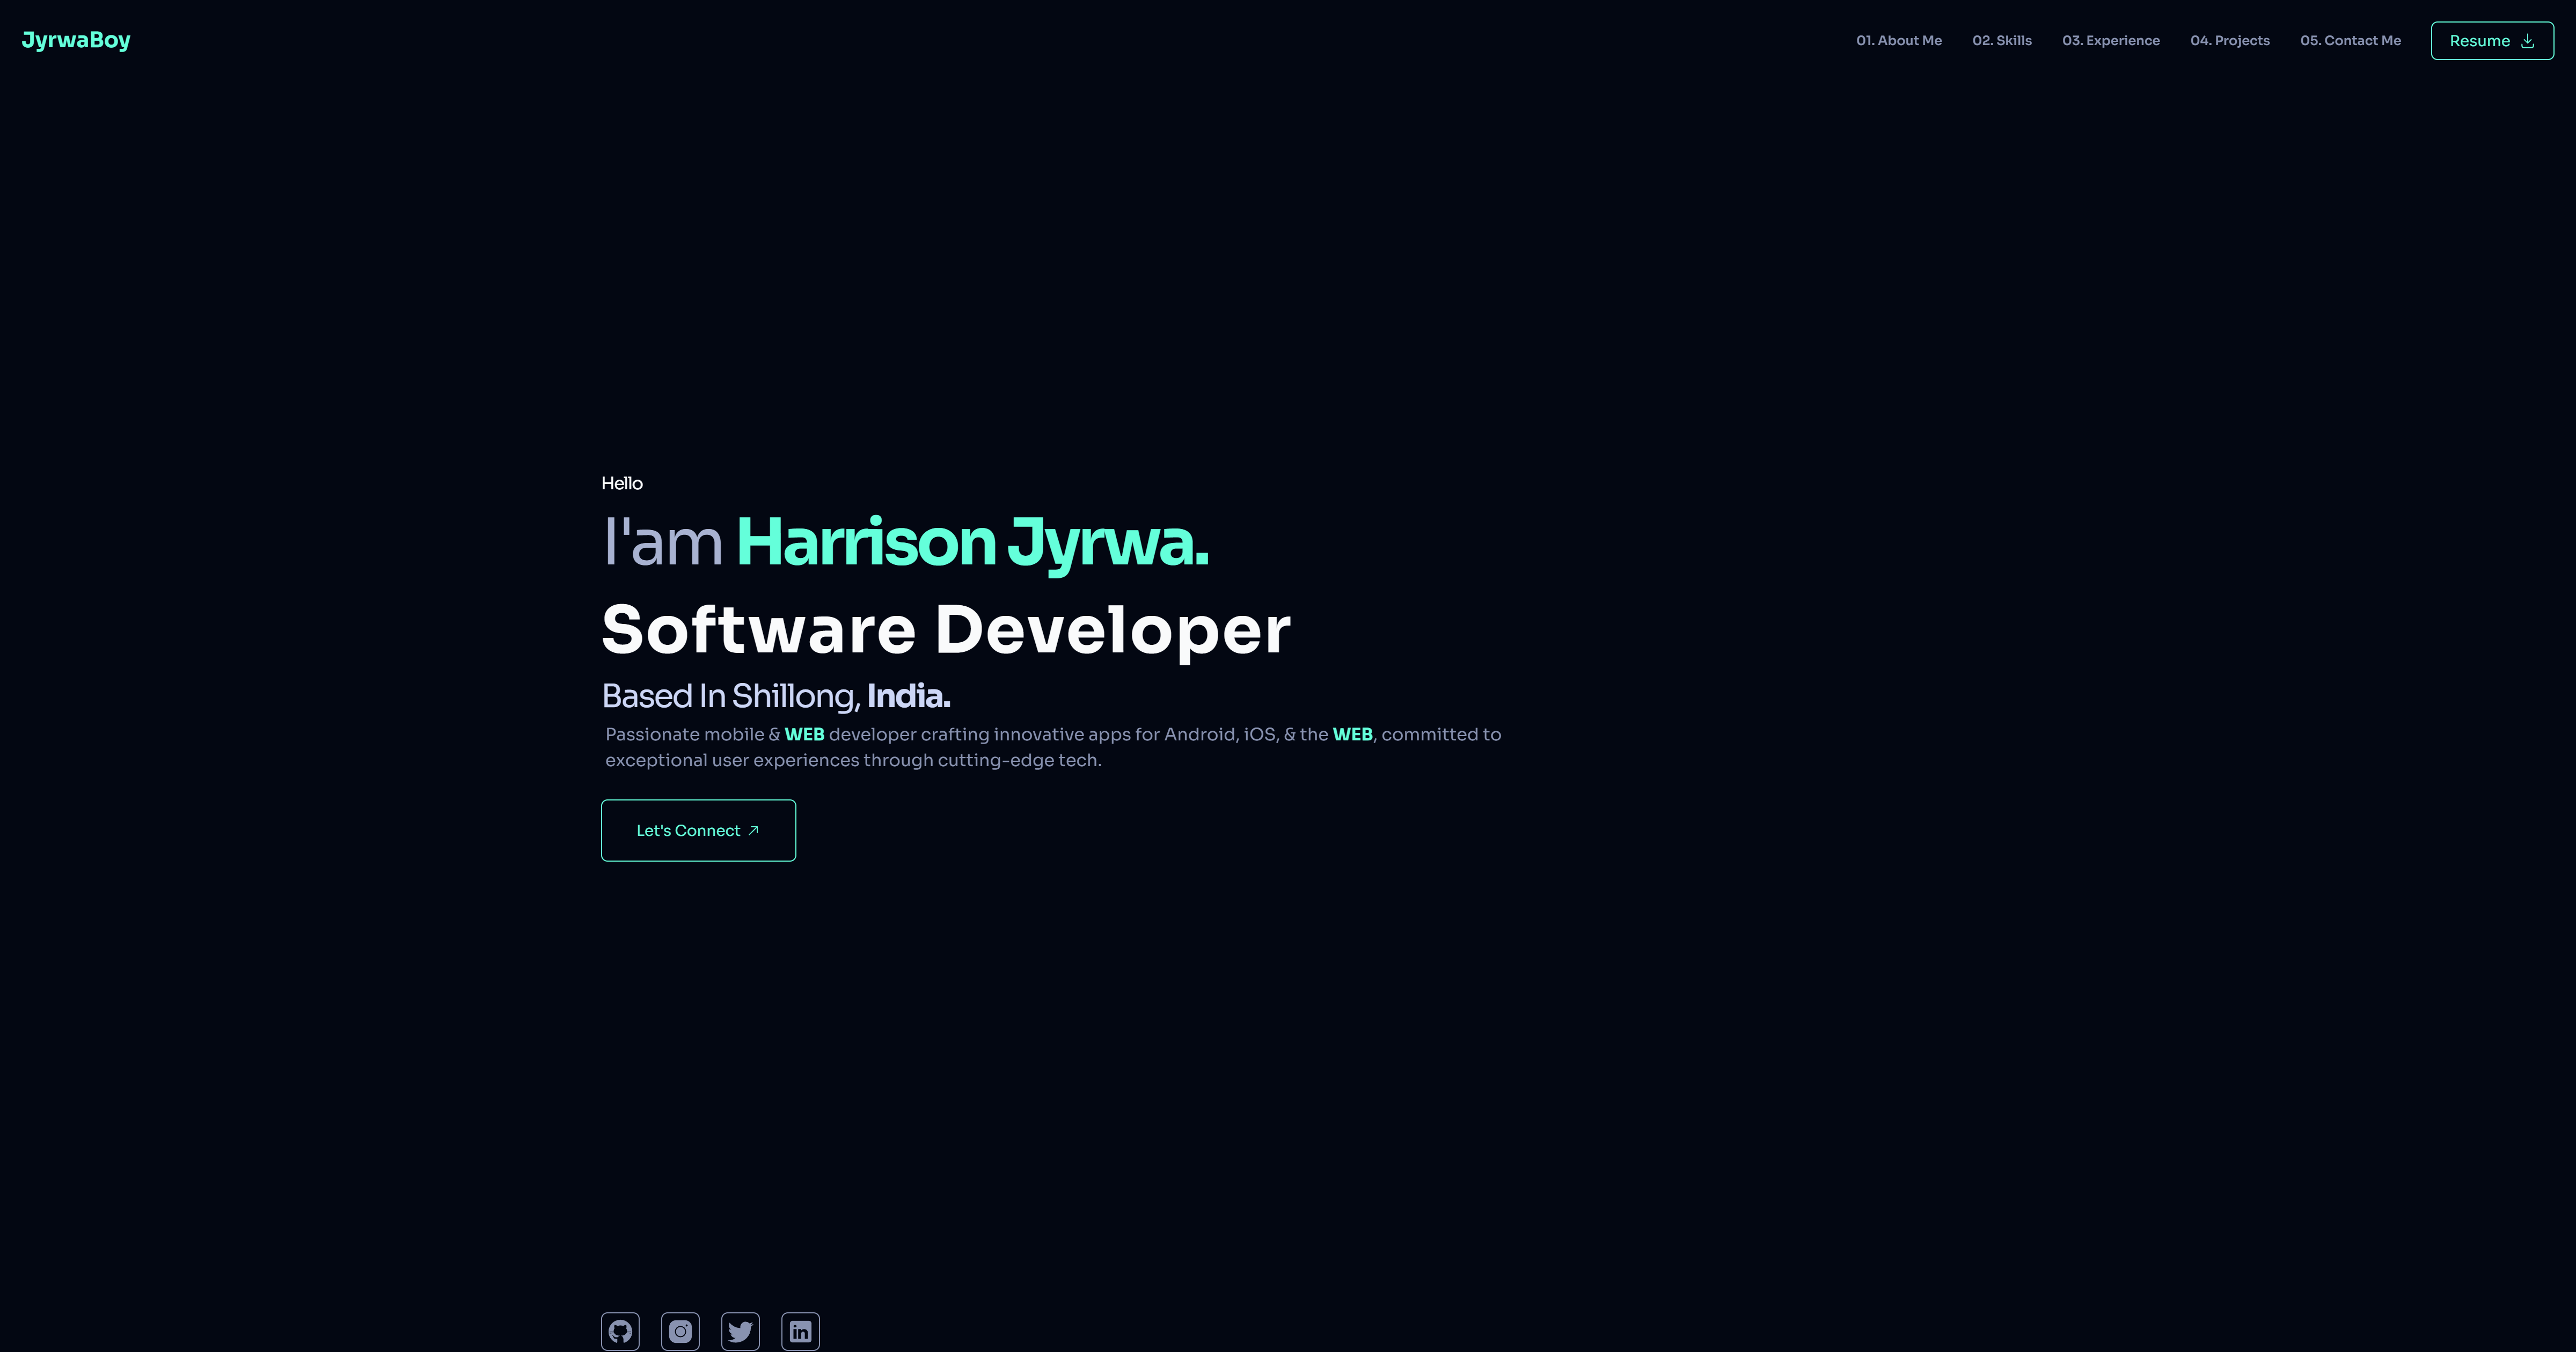 JyrwaBoy
01. About Me
02. Skills
03. Experience
04. Projects
05. Contact Me
Resume
Hello
I'am Harrison Jyrwa.
Software Developer
Based In Shillong, India.
Passionate mobile & WEB developer crafting innovative apps for Android, iOS, & the WEB, committed to
exceptional user experiences through cutting-edge tech.
Let's Connect